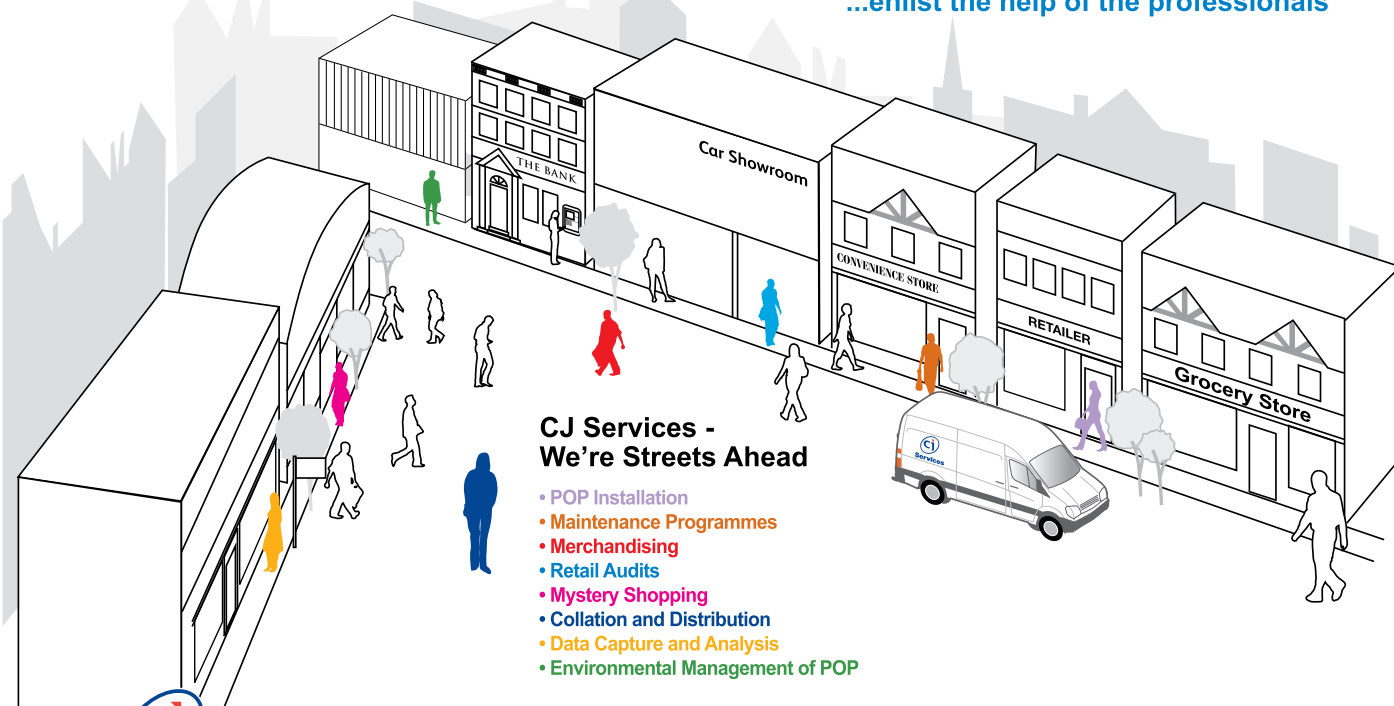 ...enlist the help of the professionals
THE BANK
Car Showroom
CONVENIENCE STORE
RETAILER
Grocery Store
CJ Services -
We're Streets Ahead
• POP Installation
• Maintenance Programmes
• Merchandising
• Retail Audits
• Mystery Shopping
• Collation and Distribution
• Data Capture and Analysis
• Environmental Management of POP
CJ
Services